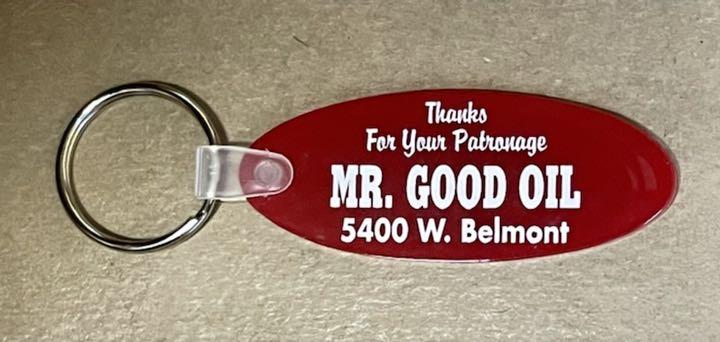 Thanks
For Your Patronage
MR. GOOD OIL
5400 W. Belmont